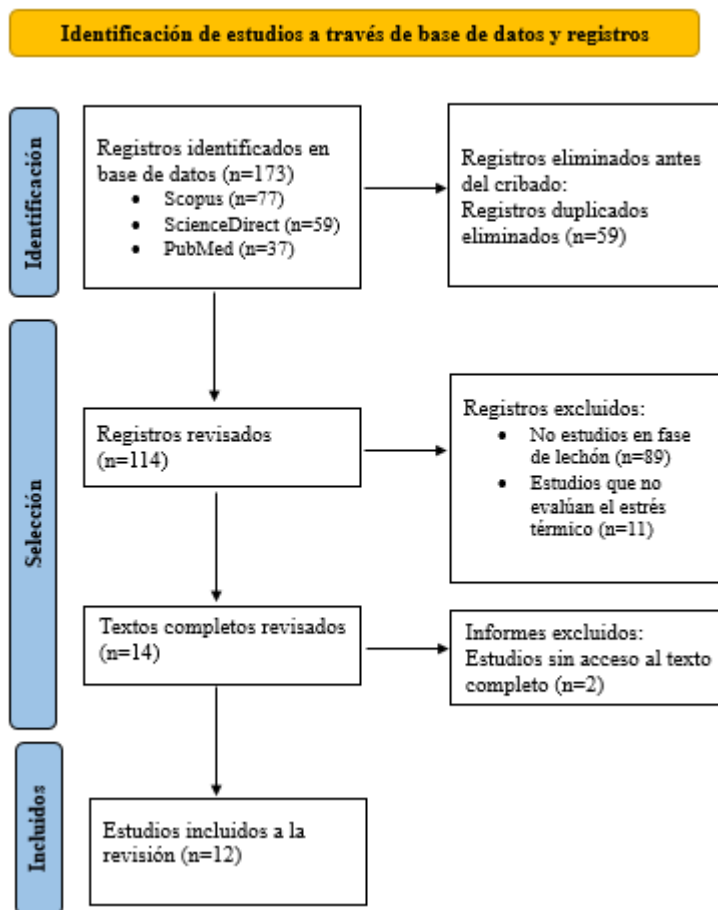 Identificación de estudios a través de base de datos y registros
Identificación
Registros identificados en
base de datos (n=173)
• Scopus (n=77)
• ScienceDirect (n=59)
• PubMed (n=37)
Registros eliminados antes
del cribado:
Registros duplicados
eliminados (n=59)
Selección
Registros revisados
(n=114)
Registros excluidos:
• No estudios en fase
de lechón (n=89)
• Estudios que no
evalúan el estrés
térmico (n=11)
Textos completos revisados
(n=14)
Informes excluidos:
Estudios sin acceso al texto
completo (n=2)
Incluidos
Estudios incluidos a la
revisión (n=12)